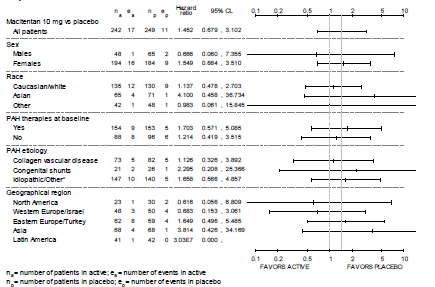 n a e a n p e p Hazard ratio 95% CL 0.1 0.2 0.5 1 2 5 10
Macitentan 10 mg vs placebo
All patients 242 17 249 11 1.452 0.679 , 3.102
Sex
Males 48 1 65 2 0.666 0.060 , 7.355
Females 194 16 184 9 1.549 0.684 , 3.510
Race
Caucasian/white 135 12 130 10 1.137 0.478 , 2.703
Asian 65 4 71 1 4.100 0.458 , 36.734
Other 42 1 48 1 0.983 0.061 , 15.845
PAH therapies at baseline
Yes 154 9 153 5 1.703 0.571 , 5.085
No 88 8 96 6 1.214 0.419 , 3.515
PAH etiology
Collagen vascular disease 73 5 82 5 1.126 0.326 , 3.892
Congenital shunts 21 2 26 1 2.295 0.208 , 25.366
Idiopathic/Other* 147 10 140 5 1.658 0.566 , 4.857
Geographical region
North America 23 1 30 2 0.616 0.056 , 6.809
Western Europe/Israel 48 3 50 4 0.683 0.153 , 3.061
Eastern Europe/Turkey 62 8 59 4 1.649 0.496 , 5.485
Asia 68 4 68 1 3.814 0.426 , 34.169
Latin America 41 1 42 0 3.03E7 0.000 ,
0.1 0.2 0.5 1 2 5 10
FAVORS ACTIVE FAVORS PLACEBO
n a = number of patients in active; e a = number of events in active
n p = number of patients in placebo; e p = number of events in placebo